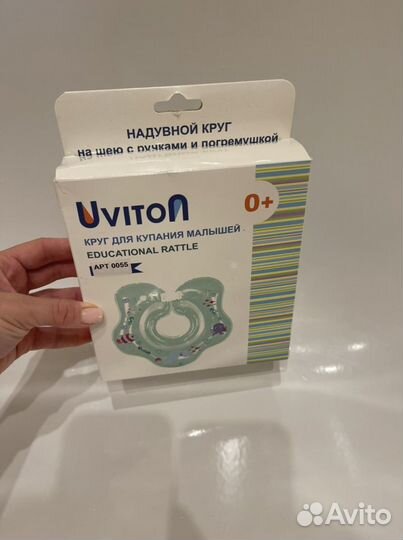 НАДУВНОЙ КРУГ
на шею с ручками и погремушкой
UVITON
0+
КРУГ ДЛЯ КУПАНИЯ МАЛЫШЕЙ
EDUCATIONAL RATTLE
АРТ 0055
Avito